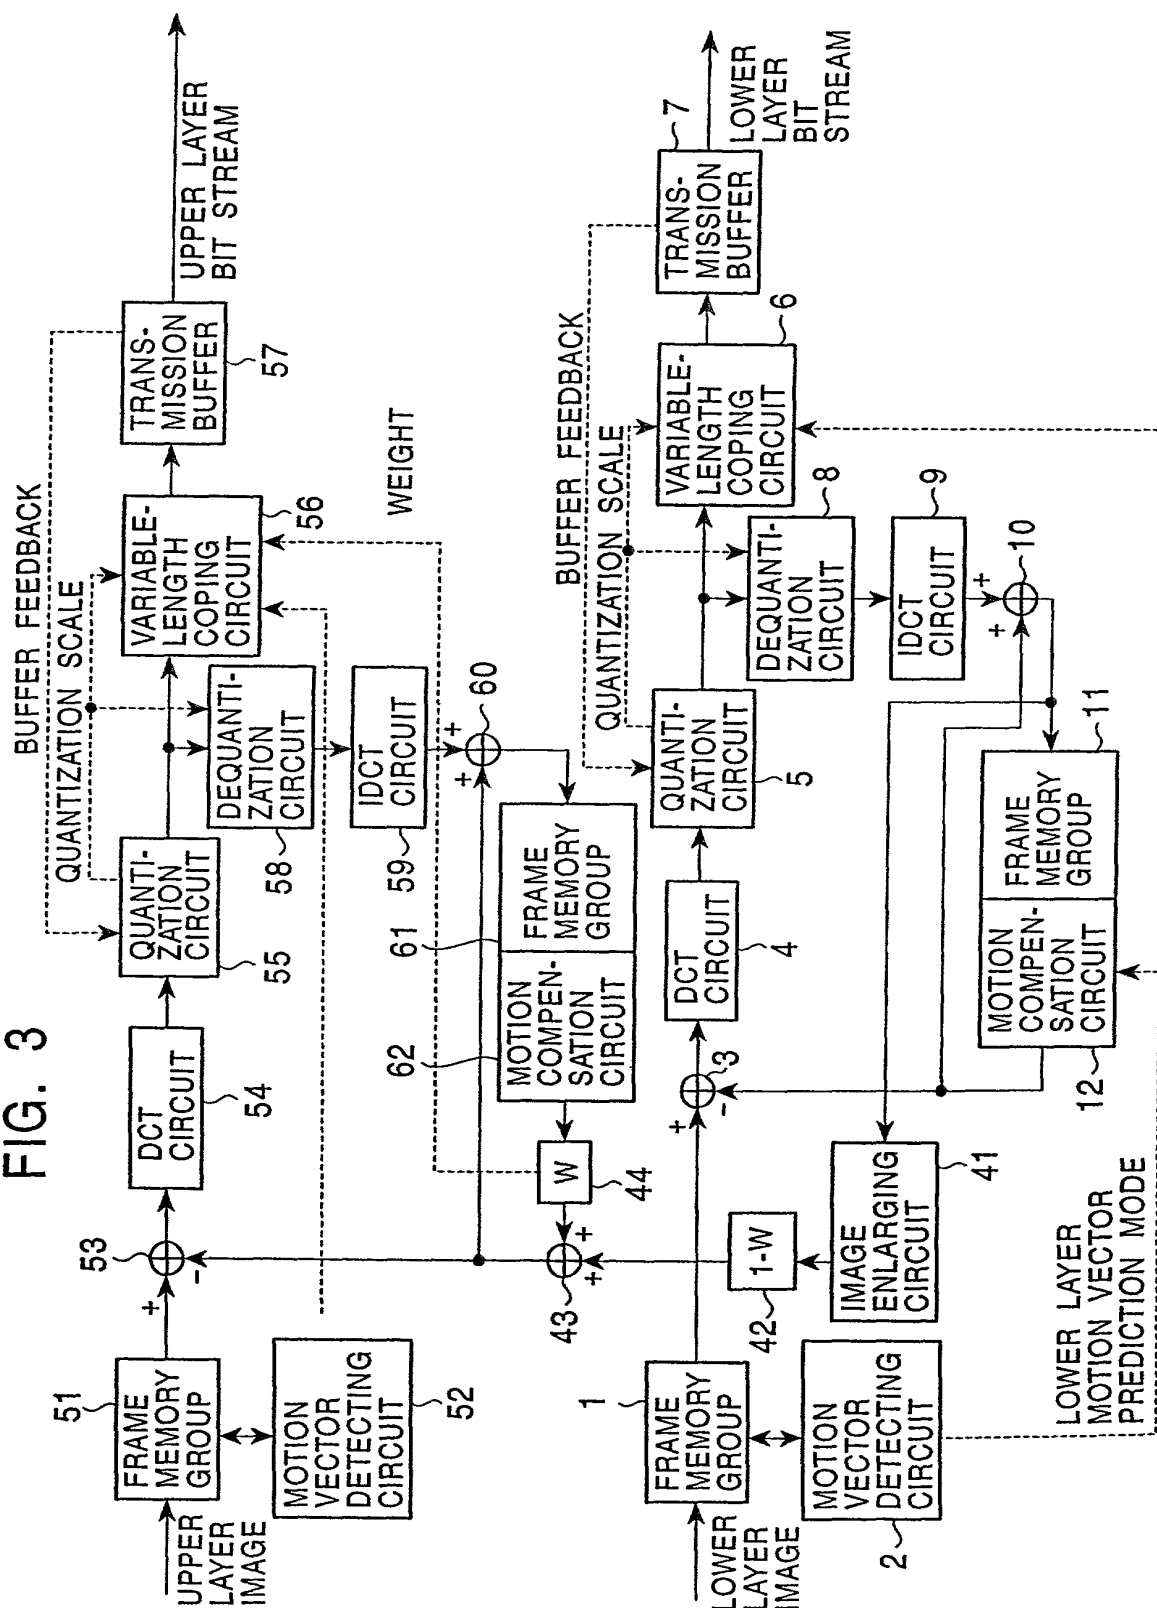 FIG. 3
UPPER
LAYER
IMAGE
51
FRAME
MEMORY
GROUP
MOTION
VECTOR
DETECTING
CIRCUIT
52
+
-
53
DCT
CIRCUIT
54
BUFFER FEEDBACK
QUANTIZATION SCALE
QUANTI-
ZATION
CIRCUIT
55
VARIABLE-
LENGTH
COPING
CIRCUIT
56
TRANS-
MISSION
BUFFER
57
UPPER LAYER
BIT STREAM
DEQUANTI-
ZATION
CIRCUIT
58
IDCT
CIRCUIT
59
+
+
60
WEIGHT
61
FRAME
MEMORY
GROUP
62
MOTION
COMPEN-
SATION
CIRCUIT
W
44
+
+
43
1-W
42
IMAGE
ENLARGING
CIRCUIT
41
LOWER
LAYER
IMAGE
1
FRAME
MEMORY
GROUP
MOTION
VECTOR
DETECTING
CIRCUIT
2
+
-
3
DCT
CIRCUIT
4
BUFFER FEEDBACK
QUANTIZATION SCALE
QUANTI-
ZATION
CIRCUIT
5
VARIABLE-
LENGTH
COPING
CIRCUIT
6
TRANS-
MISSION
BUFFER
7
LOWER
LAYER
BIT
STREAM
DEQUANTI-
ZATION
CIRCUIT
8
IDCT
CIRCUIT
9
+
+
10
FRAME
MEMORY
GROUP
11
MOTION
COMPEN-
SATION
CIRCUIT
12
LOWER LAYER
MOTION VECTOR
PREDICTION MODE